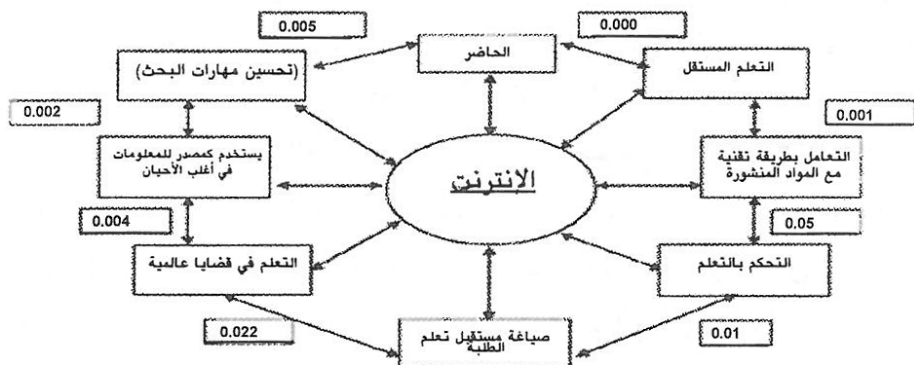 0.005
0.000
الحاضر
(تحسين مهارات البحث)
التعلم المستقل
0.002
0.001
يستخدم كمصدر للمعلومات
في أغلب الأحيان
الإنترنت
التعامل بطريقة تقنية
مع المواد المنشورة
0.004
0.05
التعلم في قضايا عالمية
التحكم بالتعلم
0.022
صياغة مستقبل تعلم
الطلبة
0.01